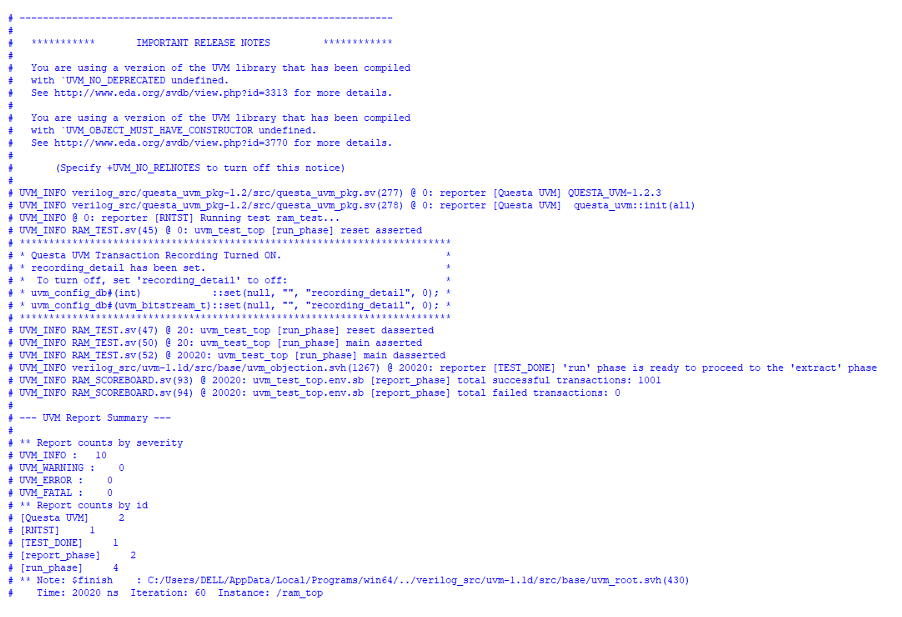 # ----------------------------------------------------------------
#
#   ***********       IMPORTANT RELEASE NOTES         ************
#
#   You are using a version of the UVM library that has been compiled
#   with `UVM_NO_DEPRECATED undefined.
#   See http://www.eda.org/svdb/view.php?id=3313 for more details.
#
#   You are using a version of the UVM library that has been compiled
#   with `UVM_OBJECT_MUST_HAVE_CONSTRUCTOR undefined.
#   See http://www.eda.org/svdb/view.php?id=3770 for more details.
#
#       (Specify +UVM_NO_RELNOTES to turn off this notice)
#
# UVM_INFO verilog_src/questa_uvm_pkg-1.2/src/questa_uvm_pkg.sv(277) @ 0: reporter [Questa UVM] QUESTA_UVM-1.2.3
# UVM_INFO verilog_src/questa_uvm_pkg-1.2/src/questa_uvm_pkg.sv(278) @ 0: reporter [Questa UVM]  questa_uvm::init(all)
# UVM_INFO @ 0: reporter [RNTST] Running test ram_test...
# UVM_INFO RAM_TEST.sv(45) @ 0: uvm_test_top [run_phase] reset asserted
# **************************************************************************
# * Questa UVM Transaction Recording Turned ON.                            *
# * recording_detail has been set.                                         *
# *  To turn off, set 'recording_detail' to off:                           *
# * uvm_config_db#(int)            ::set(null, "", "recording_detail", 0); *
# * uvm_config_db#(uvm_bitstream_t)::set(null, "", "recording_detail", 0); *
# **************************************************************************
# UVM_INFO RAM_TEST.sv(47) @ 20: uvm_test_top [run_phase] reset dasserted
# UVM_INFO RAM_TEST.sv(50) @ 20: uvm_test_top [run_phase] main asserted
# UVM_INFO RAM_TEST.sv(52) @ 20020: uvm_test_top [run_phase] main dasserted
# UVM_INFO verilog_src/uvm-1.1d/src/base/uvm_objection.svh(1267) @ 20020: reporter [TEST_DONE] 'run' phase is ready to proceed to the 'extract' phase
# UVM_INFO RAM_SCOREBOARD.sv(93) @ 20020: uvm_test_top.env.sb [report_phase] total successful transactions: 1001
# UVM_INFO RAM_SCOREBOARD.sv(94) @ 20020: uvm_test_top.env.sb [report_phase] total failed transactions: 0
#
# --- UVM Report Summary ---
#
# ** Report counts by severity
# UVM_INFO :   10
# UVM_WARNING :    0
# UVM_ERROR :    0
# UVM_FATAL :    0
# ** Report counts by id
# [Questa UVM]     2
# [RNTST]     1
# [TEST_DONE]     1
# [report_phase]     2
# [run_phase]     4
# ** Note: $finish    : C:/Users/DELL/AppData/Local/Programs/win64/../verilog_src/uvm-1.1d/src/base/uvm_root.svh(430)
#    Time: 20020 ns  Iteration: 60  Instance: /ram_top